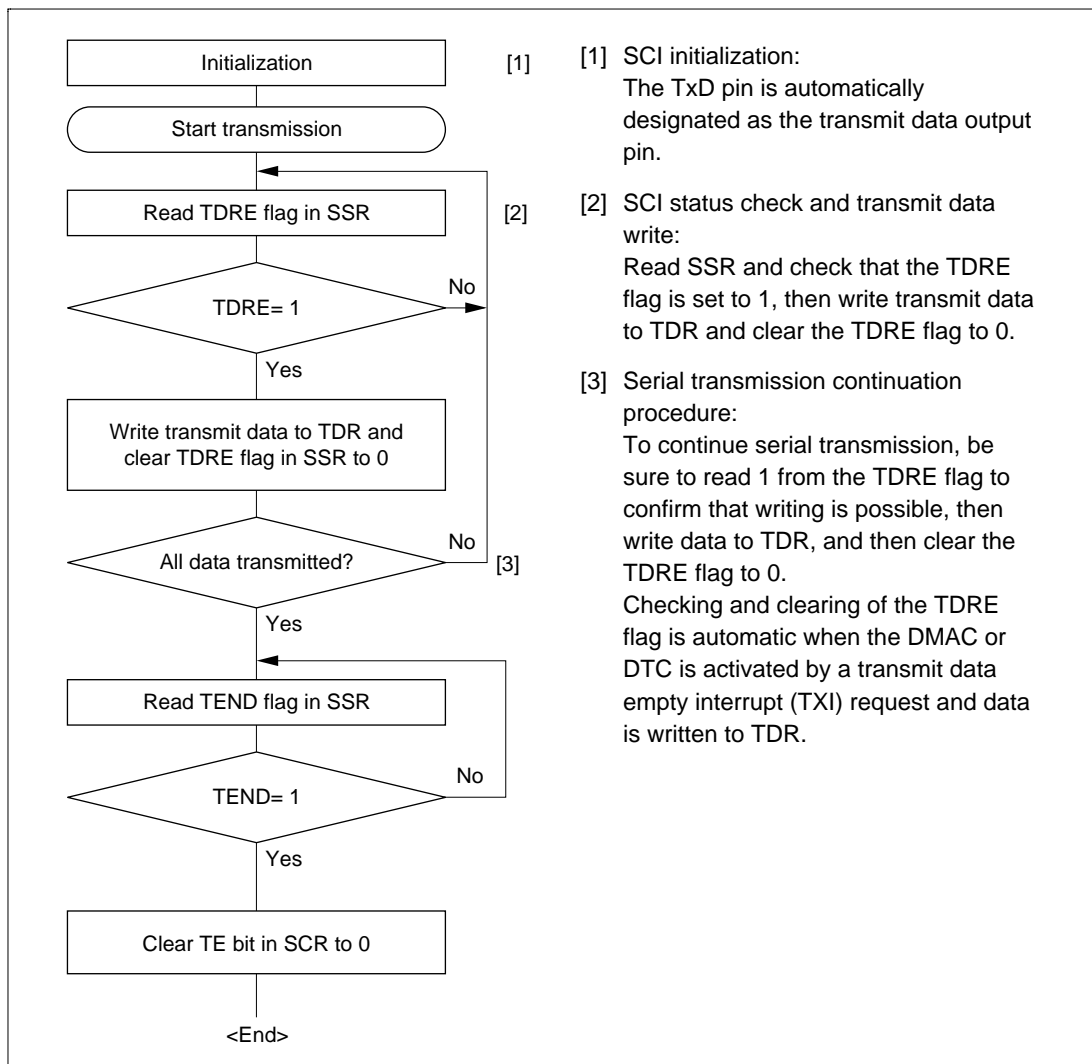 Initialization
[1]
Start transmission
Read TDRE flag in SSR
[2]
TDRE= 1
No
Yes
Write transmit data to TDR and
clear TDRE flag in SSR to 0
All data transmitted?
No
[3]
Yes
Read TEND flag in SSR
TEND= 1
No
Yes
Clear TE bit in SCR to 0
<End>
[1] SCI initialization:
The TxD pin is automatically
designated as the transmit data output
pin.
[2] SCI status check and transmit data
write:
Read SSR and check that the TDRE
flag is set to 1, then write transmit data
to TDR and clear the TDRE flag to 0.
[3] Serial transmission continuation
procedure:
To continue serial transmission, be
sure to read 1 from the TDRE flag to
confirm that writing is possible, then
write data to TDR, and then clear the
TDRE flag to 0.
Checking and clearing of the TDRE
flag is automatic when the DMAC or
DTC is activated by a transmit data
empty interrupt (TXI) request and data
is written to TDR.